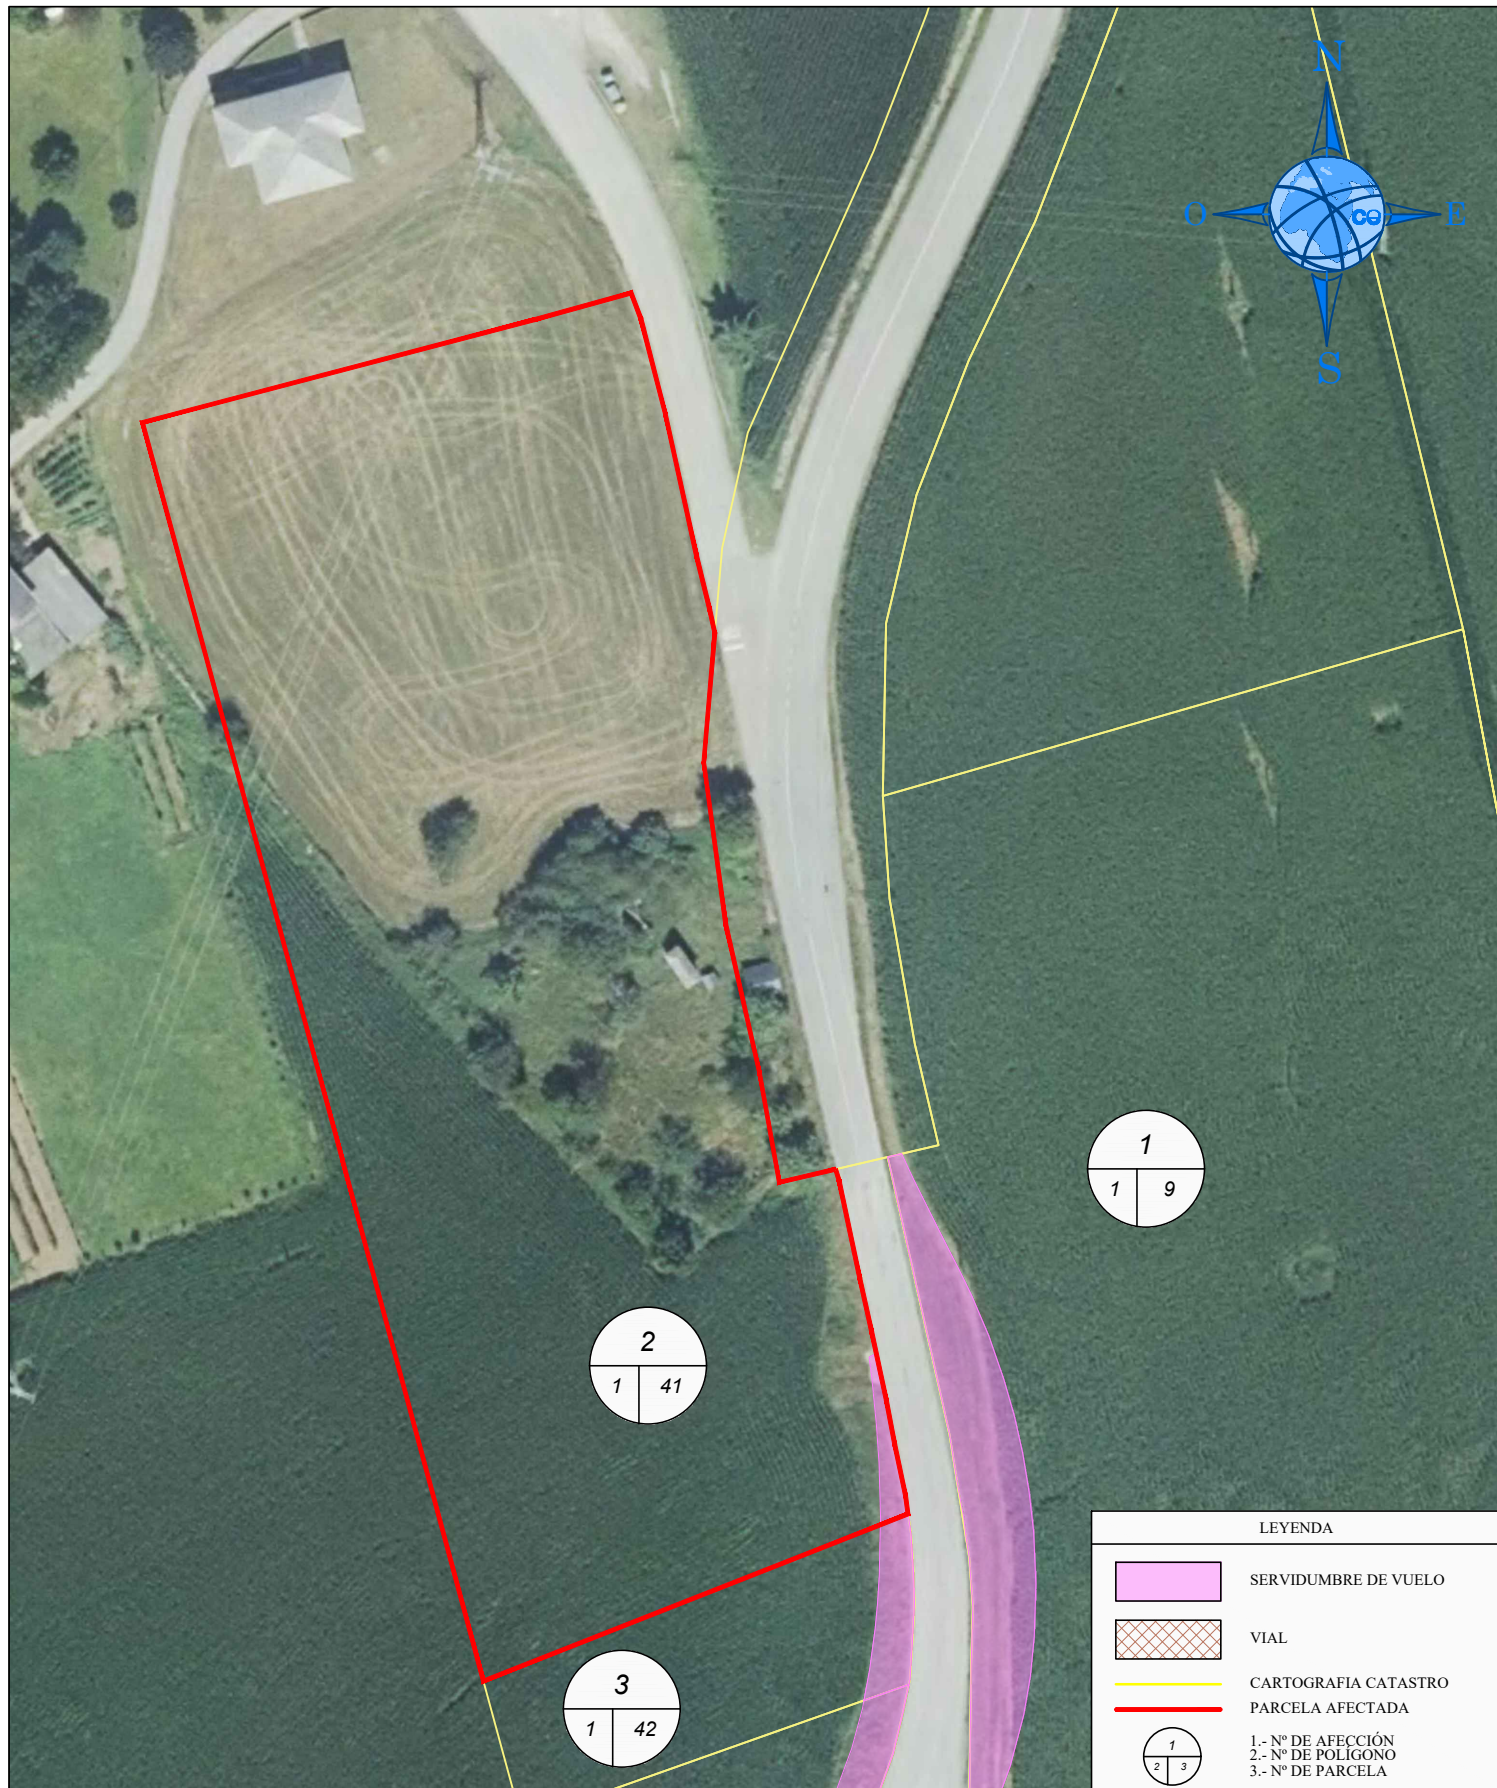 N
O
E
S
1
1 9
2
1 41
3
1 42
LEYENDA
SERVIDUMBRE DE VUELO
VIAL
CARTOGRAFIA CATASTRO
PARCELA AFECTADA
1
2 3
1.- Nº DE AFECCIÓN
2.- Nº DE POLÍGONO
3.- Nº DE PARCELA